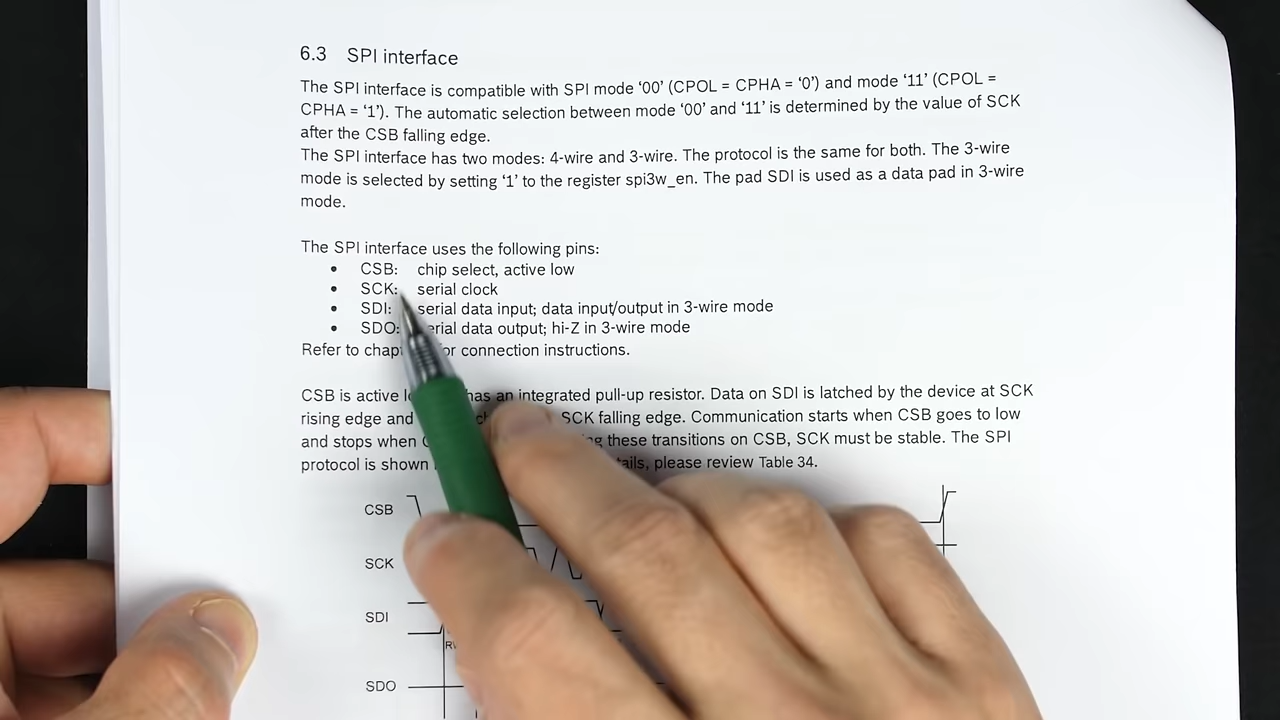 6.3 SPI interface
The SPI interface is compatible with SPI mode ‘00’ (CPOL = CPHA = ‘0’) and mode ‘11’ (CPOL =
CPHA = ‘1’). The automatic selection between mode ‘00’ and ‘11’ is determined by the value of SCK
after the CSB falling edge.
The SPI interface has two modes: 4-wire and 3-wire. The protocol is the same for both. The 3-wire
mode is selected by setting ‘1’ to the register spi3w_en. The pad SDI is used as a data pad in 3-wire
mode.
The SPI interface uses the following pins:
• CSB: chip select, active low
• SCK: serial clock
• SDI: serial data input; data input/output in 3-wire mode
• SDO: serial data output; hi-Z in 3-wire mode
Refer to for connection instructions.
CSB is active has an integrated pull-up resistor. Data on SDI is latched by the device at SCK
rising edge and SCK falling edge. Communication starts when CSB goes to low
and stops when these transitions on CSB, SCK must be stable. The SPI
protocol is shown please review Table 34.
CSB
SCK
SDI
SDO